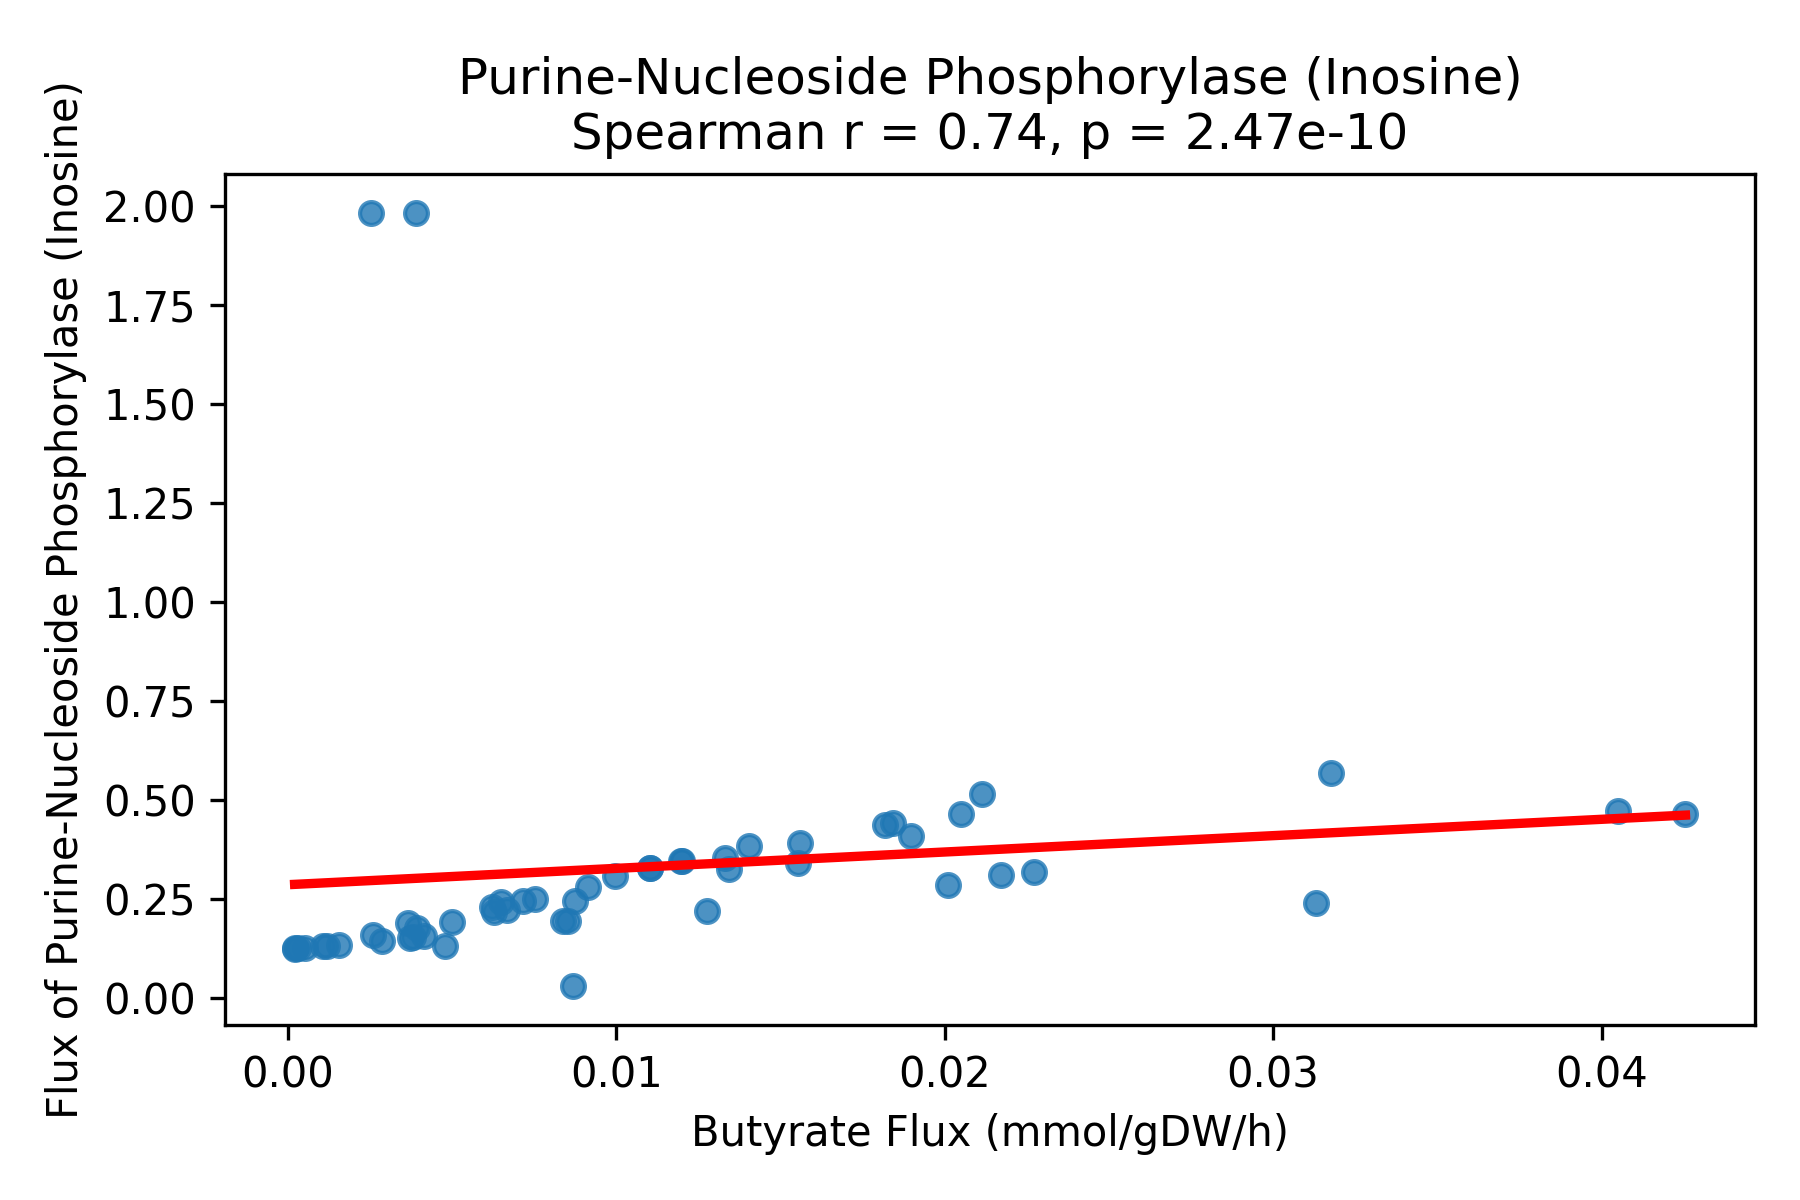 Purine-Nucleoside Phosphorylase (Inosine)
Spearman r = 0.74, p = 2.47e-10
Flux of Purine-Nucleoside Phosphorylase (Inosine)
2.00
1.75
1.50
1.25
1.00
0.75
0.50
0.25
0.00
0.00 0.01 0.02 0.03 0.04
Butyrate Flux (mmol/gDW/h)